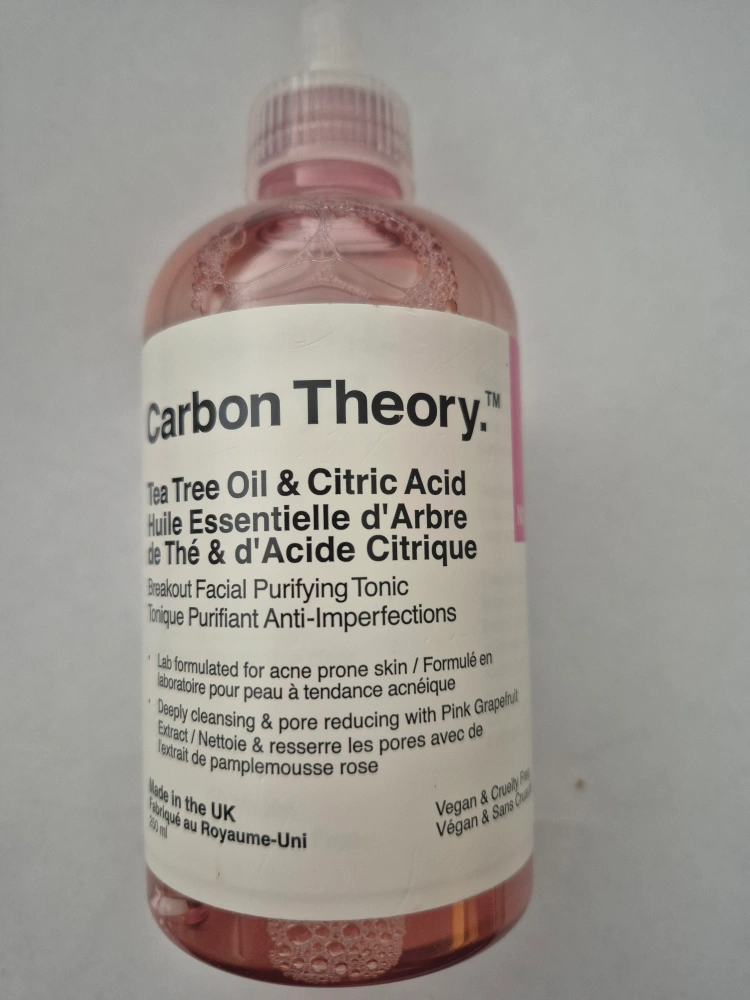 Carbon Theory.™
Tea Tree Oil & Citric Acid
Huile Essentielle d'Arbre
de Thé & d'Acide Citrique
Breakout Facial Purifying Tonic
Tonique Purifiant Anti-Imperfections
· Lab formulated for acne prone skin / Formulé en
laboratoire pour peau à tendance acnéique
· Deeply cleansing & pore reducing with Pink Grapefruit
Extract / Nettoie & resserre les pores avec de
l'extrait de pamplemousse rose
Made in the UK
Fabriqué au Royaume-Uni
250 ml
Vegan & Cruelty Free
Végan & Sans